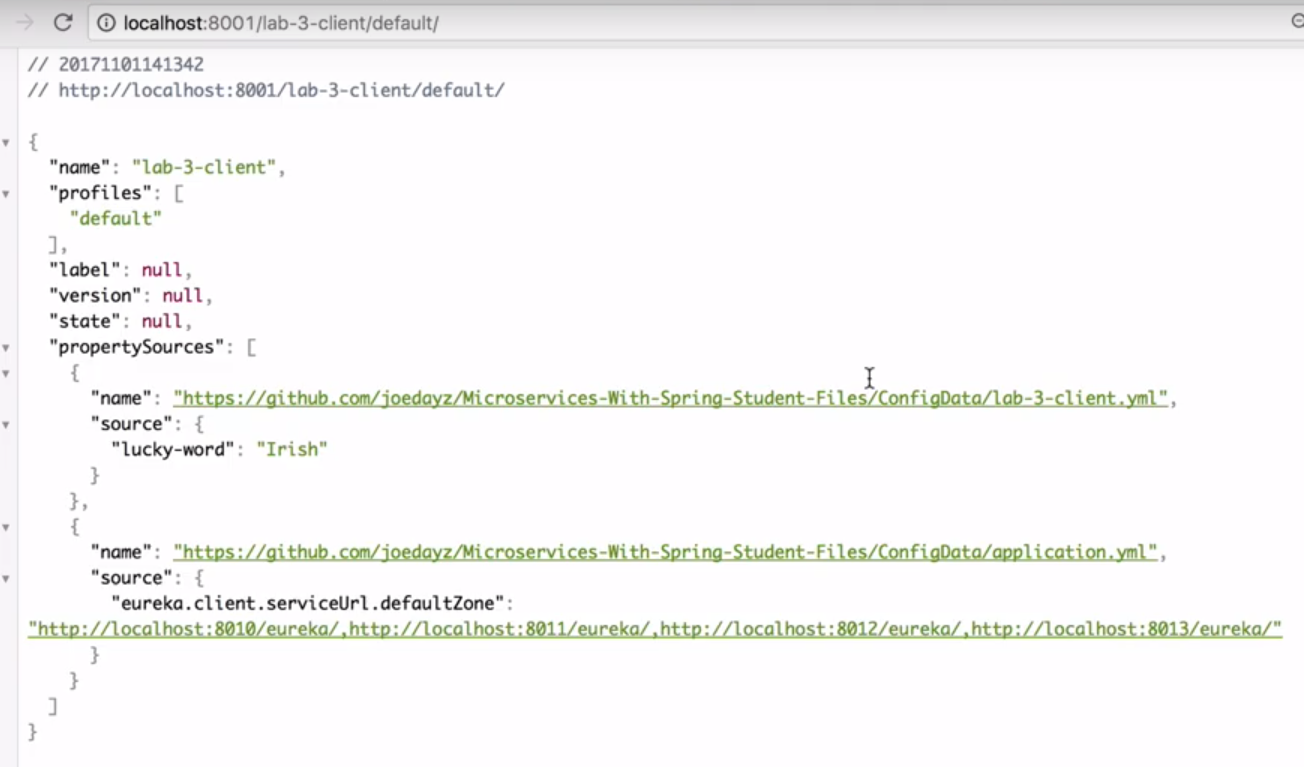 localhost:8001/lab-3-client/default/
// 20171101141342
// http://localhost:8001/lab-3-client/default/
{
"name": "lab-3-client",
"profiles": [
"default"
],
"label": null,
"version": null,
"state": null,
"propertySources": [
{
"name": "https://github.com/joedayz/Microservices-With-Spring-Student-Files/ConfigData/lab-3-client.yml",
"source": {
"lucky-word": "Irish"
}
},
{
"name": "https://github.com/joedayz/Microservices-With-Spring-Student-Files/ConfigData/application.yml",
"source": {
"eureka.client.serviceUrl.defaultZone":
"http://localhost:8010/eureka/,http://localhost:8011/eureka/,http://localhost:8012/eureka/,http://localhost:8013/eureka/"
}
}
]
}